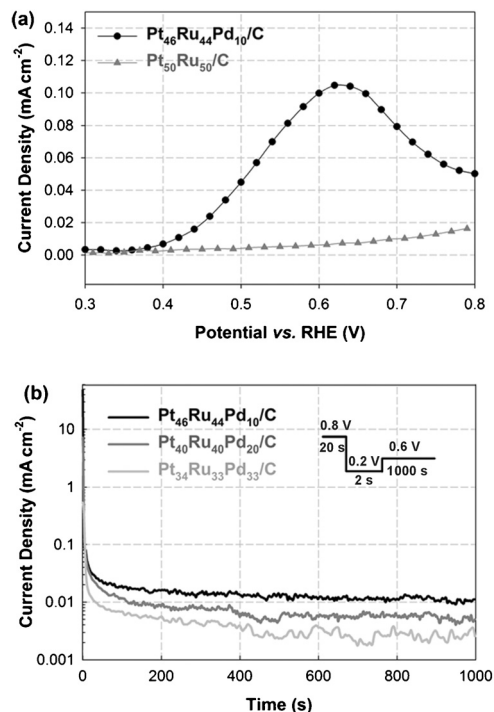 (a)
Current Density (mA cm⁻²)
0.14
0.12
0.10
0.08
0.06
0.04
0.02
0.00
Pt₄₆Ru₄₄Pd₁₀/C
Pt₅₀Ru₅₀/C
0.3 0.4 0.5 0.6 0.7 0.8
Potential vs. RHE (V)
(b)
Current Density (mA cm⁻²)
10
1
0.1
0.01
0.001
Pt₄₆Ru₄₄Pd₁₀/C
Pt₄₀Ru₄₀Pd₂₀/C
Pt₃₄Ru₃₃Pd₃₃/C
0.8 V
20 s
0.2 V
2 s
0.6 V
1000 s
0 200 400 600 800 1000
Time (s)